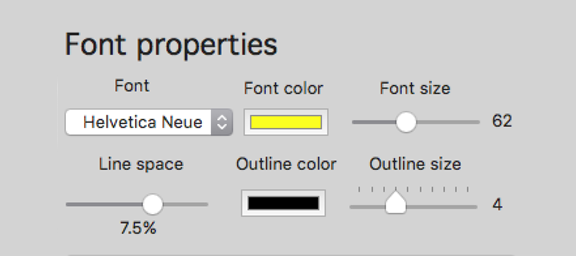 Font properties
Font Font color Font size
Helvetica Neue 62
Line space Outline color Outline size
4
7.5%